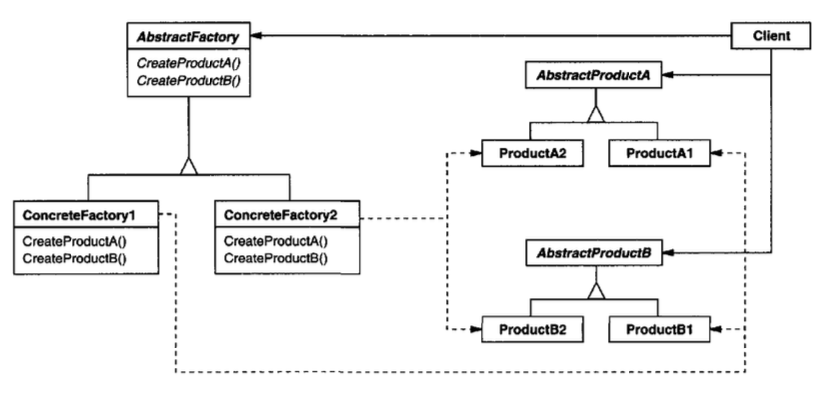 AbstractFactory
CreateProductA()
CreateProductB()
Client
AbstractProductA
ProductA2
ProductA1
ConcreteFactory1
CreateProductA()
CreateProductB()
ConcreteFactory2
CreateProductA()
CreateProductB()
AbstractProductB
ProductB2
ProductB1